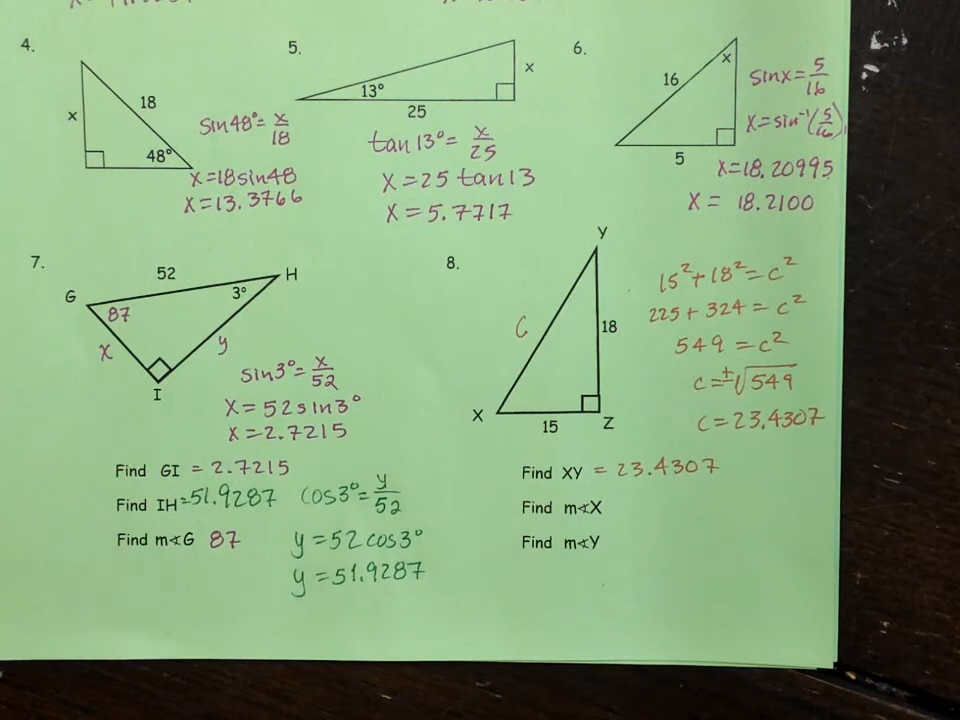 4.
x
18
48°
sin48°= x/18
x=18sin48
x=13.3766
5.
13°
x
25
tan13°= x/25
x=25 tan13
x=5.7717
6.
16
x
5
sinx= 5/16
x=sin⁻¹(5/16)
x=18.20995
x= 18.2100
7.
52
G
H
87
3°
x
y
I
sin3°= x/52
x=52sin3°
x=2.7215
Find GI = 2.7215
Find IH=51.9287 cos3°= y/52
Find m∢G 87
y=52cos3°
y=51.9287
8.
Y
C
18
X
15
Z
15²+18²=c²
225+324=c²
549=c²
c=±√549
c=23.4307
Find XY = 23.4307
Find m∢X
Find m∢Y